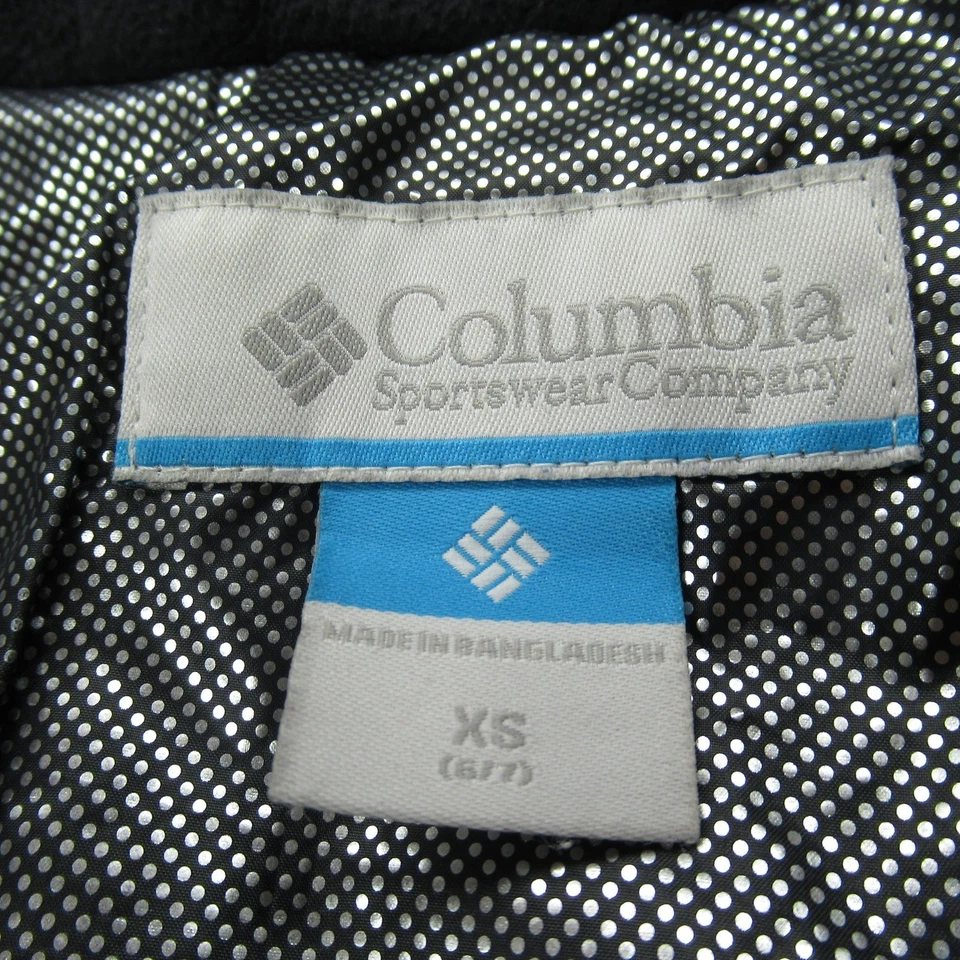 Columbia
Sportswear Company
MADE IN BANGLADESH
XS
(6/7)